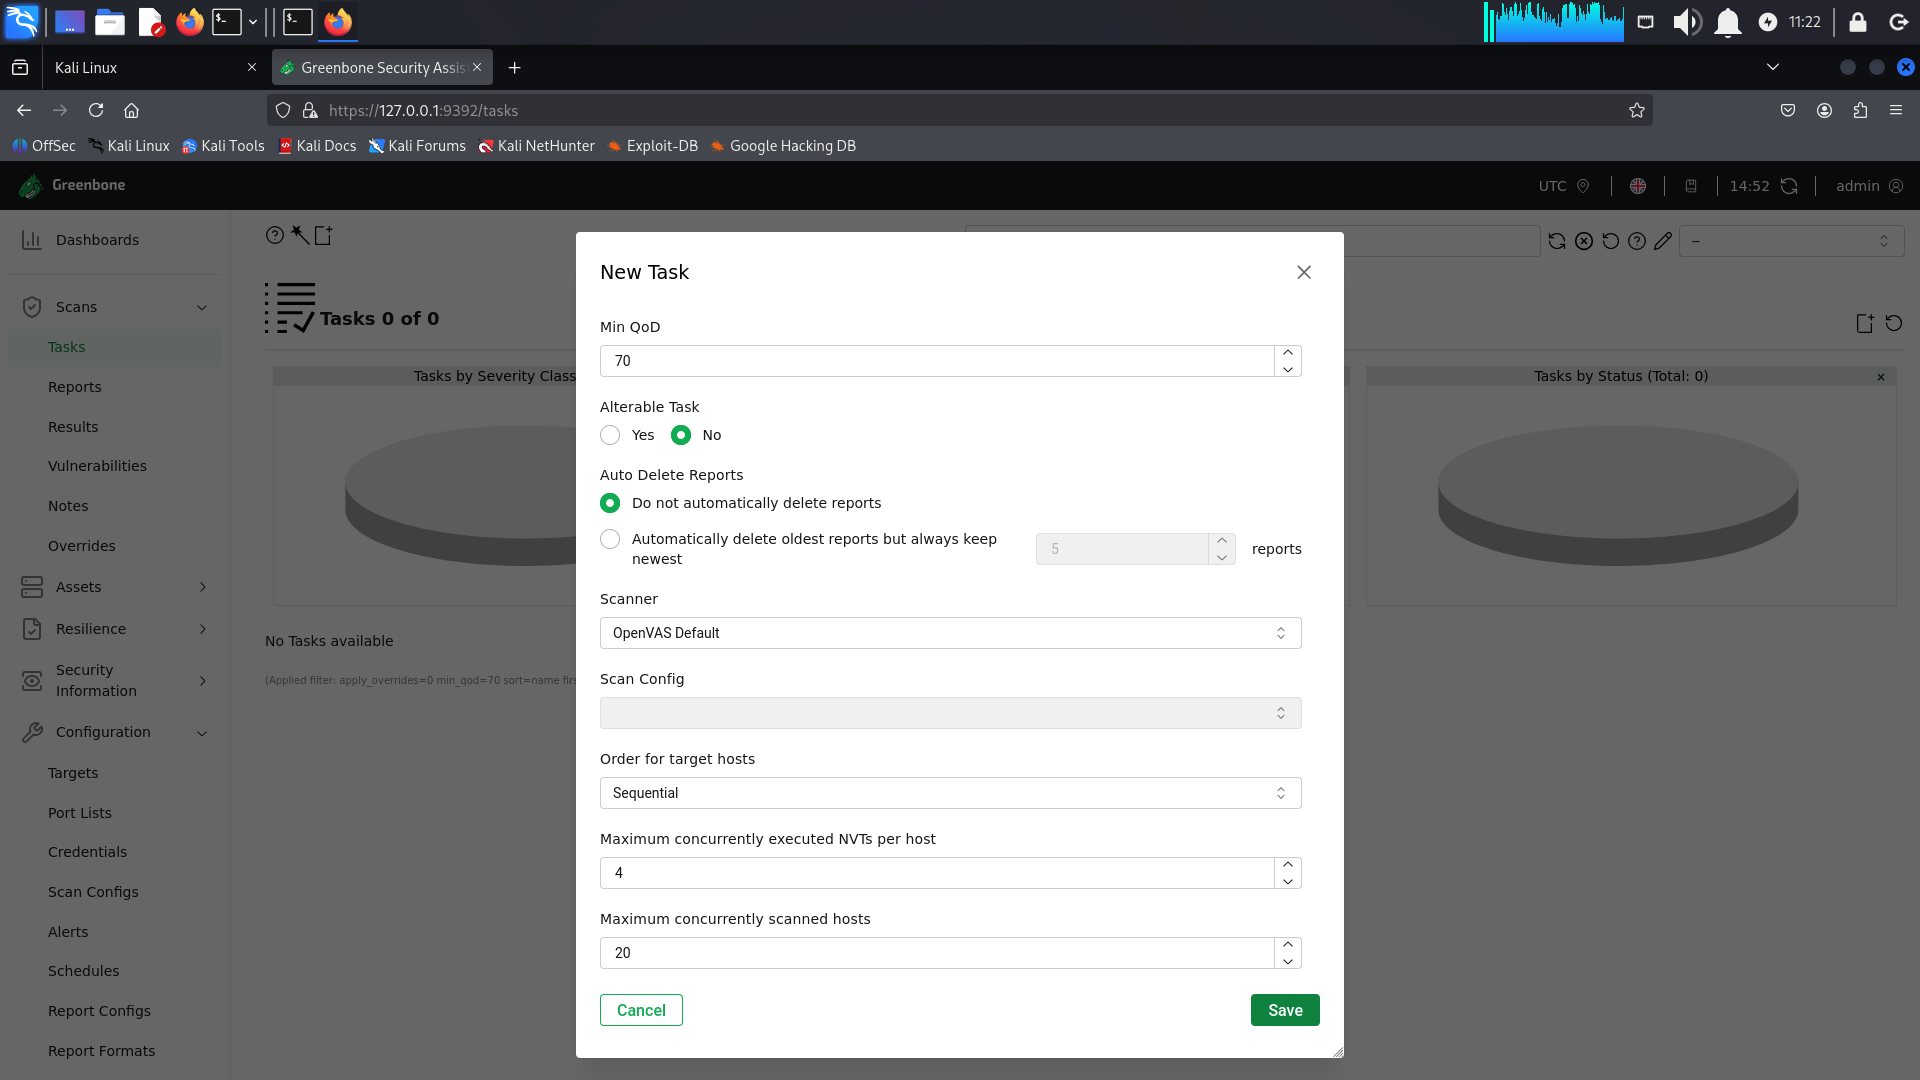 11:22
Kali Linux
Greenbone Security Assis
https://127.0.0.1:9392/tasks
OffSec Kali Linux Kali Tools Kali Docs Kali Forums Kali NetHunter Exploit-DB Google Hacking DB
Greenbone
UTC 14:52 admin
Dashboards
Scans
Tasks
Reports
Results
Vulnerabilities
Notes
Overrides
Assets
Resilience
Security
Information
Configuration
Targets
Port Lists
Credentials
Scan Configs
Alerts
Schedules
Report Configs
Report Formats
--
Tasks 0 of 0
Tasks by Severity Class
Tasks by Status (Total: 0)
No Tasks available
(Applied filter: apply_overrides=0 min_qod=70 sort=name firs
New Task
Min QoD
70
Alterable Task
Yes No
Auto Delete Reports
Do not automatically delete reports
Automatically delete oldest reports but always keep
newest
5 reports
Scanner
OpenVAS Default
Scan Config
Order for target hosts
Sequential
Maximum concurrently executed NVTs per host
4
Maximum concurrently scanned hosts
20
Cancel Save